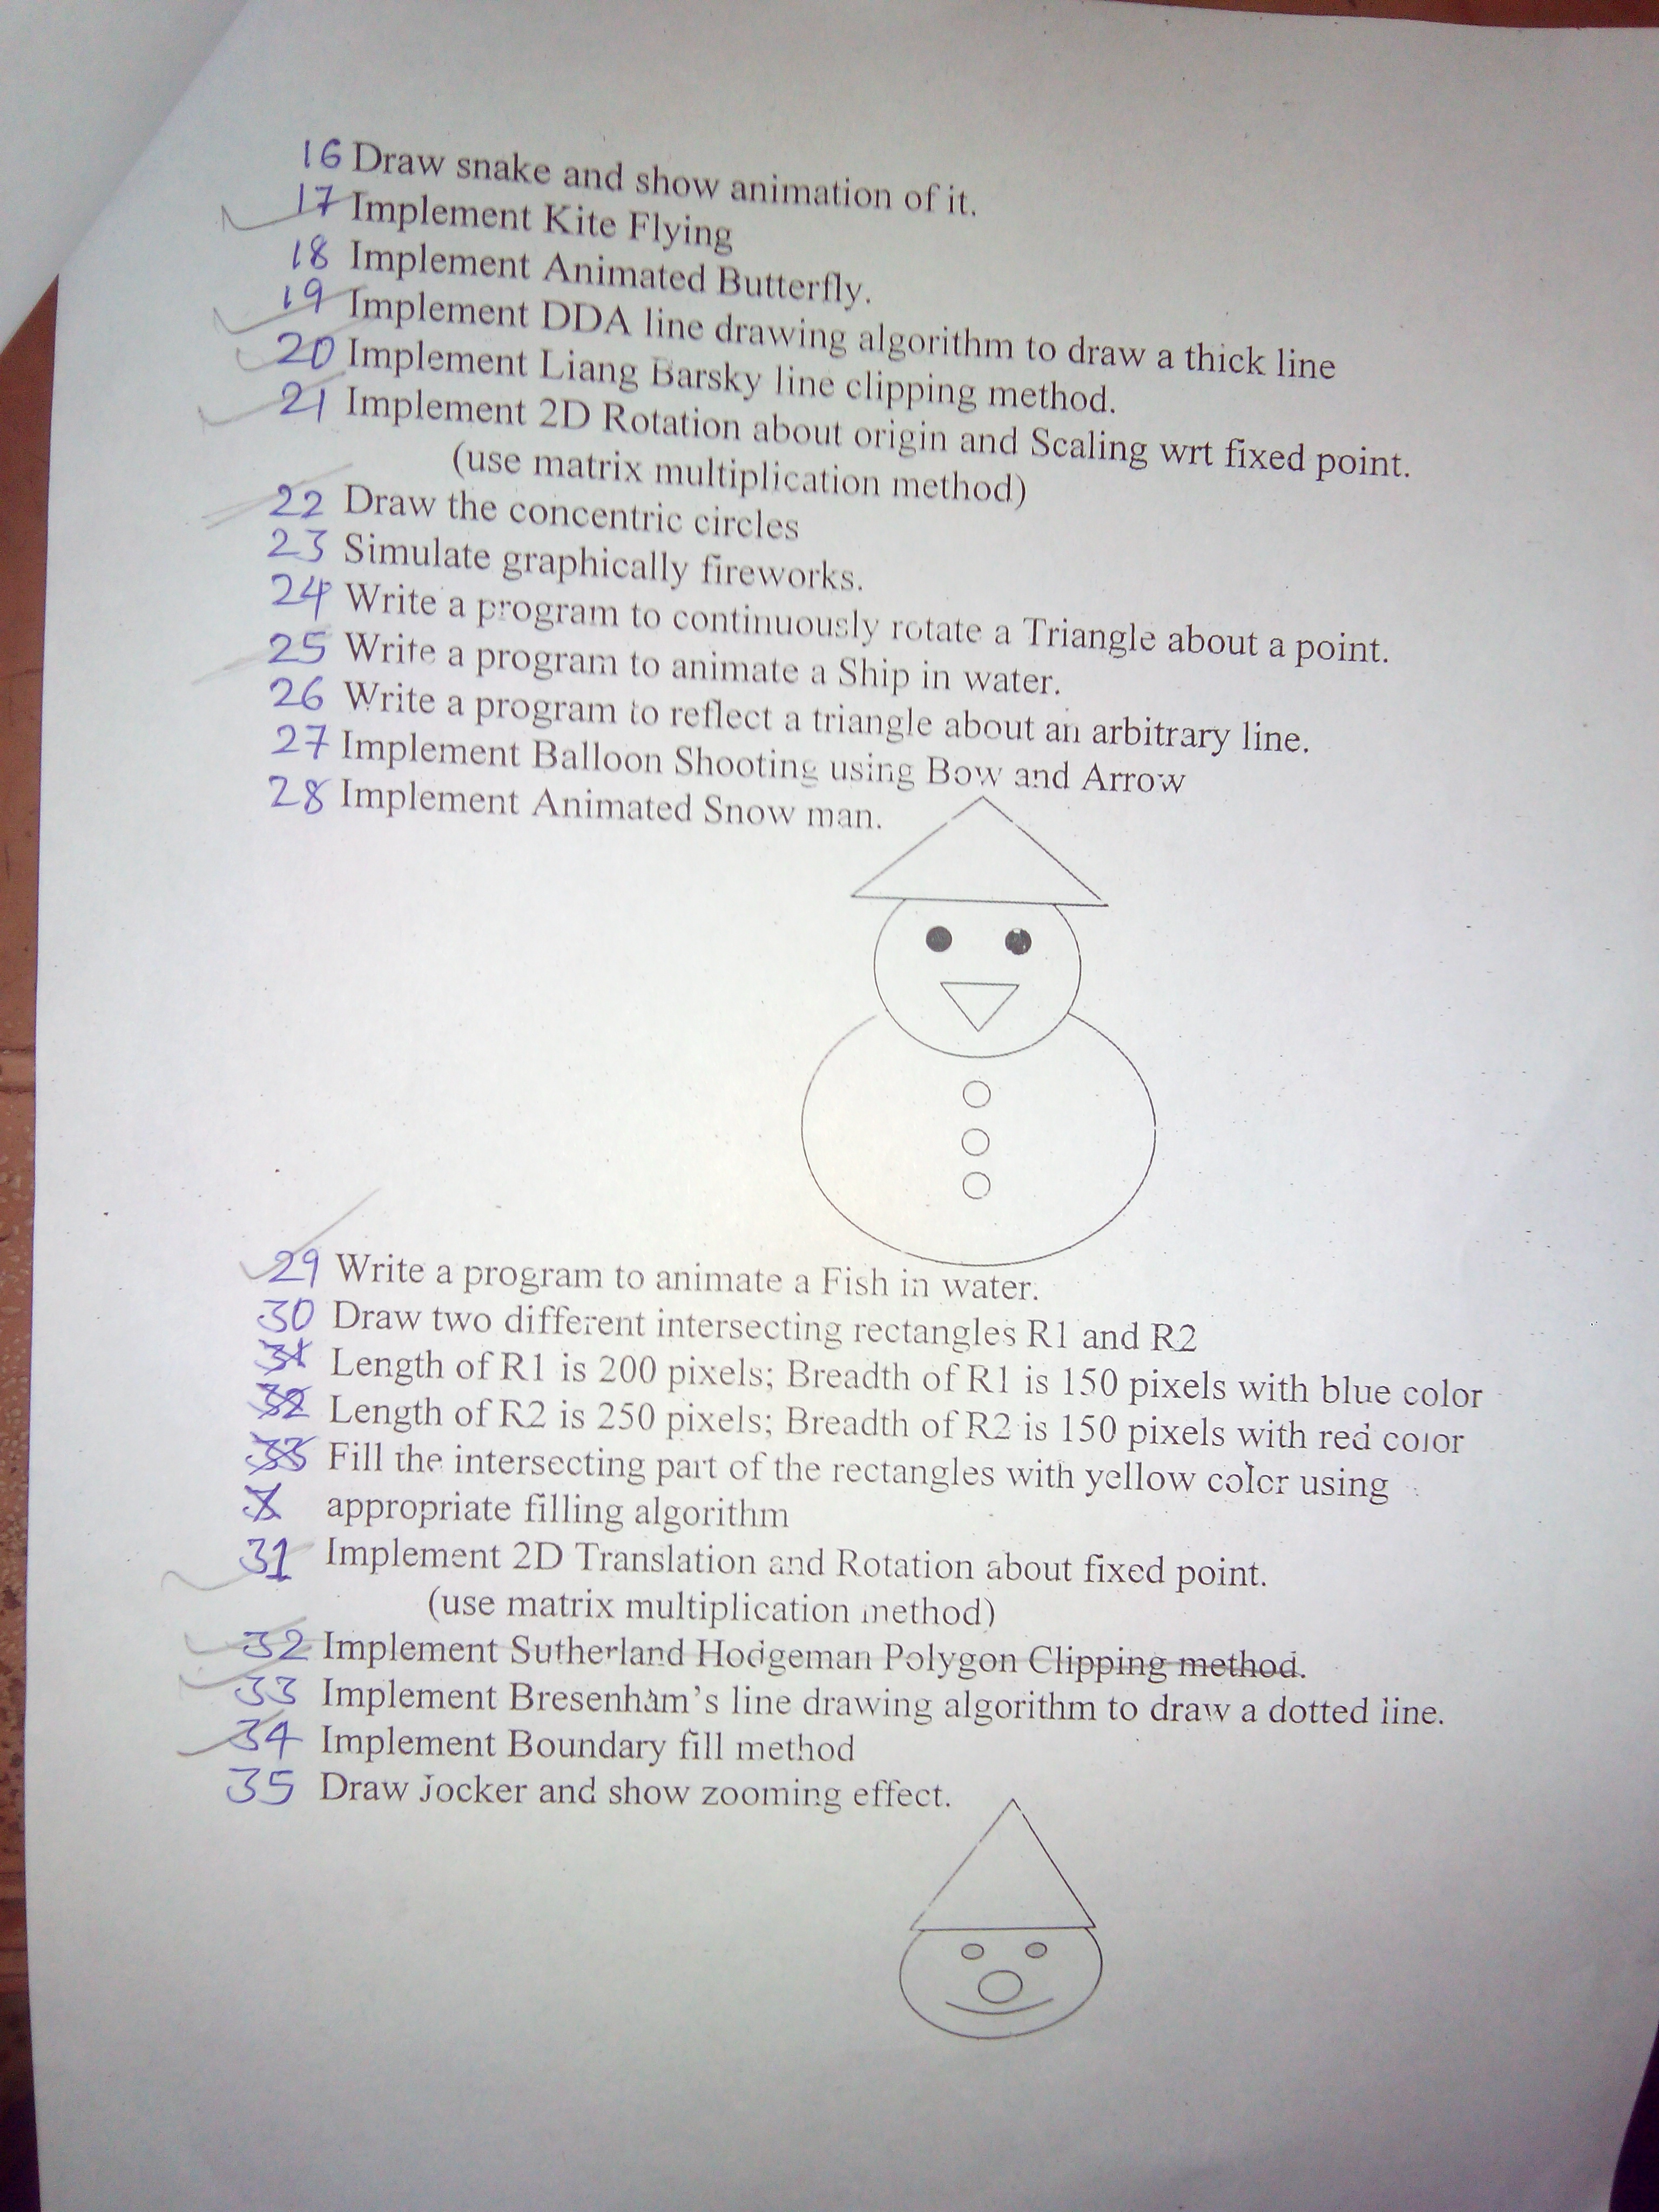 16 Draw snake and show animation of it.
17 Implement Kite Flying
18 Implement Animated Butterfly.
19 Implement DDA line drawing algorithm to draw a thick line
20 Implement Liang Barsky line clipping method.
21 Implement 2D Rotation about origin and Scaling wrt fixed point.
(use matrix multiplication method)
22 Draw the concentric circles
23 Simulate graphically fireworks.
24 Write a program to continuously rotate a Triangle about a point.
25 Write a program to animate a Ship in water.
26 Write a program to reflect a triangle about an arbitrary line.
27 Implement Balloon Shooting using Bow and Arrow
28 Implement Animated Snow man.
29 Write a program to animate a Fish in water.
30 Draw two different intersecting rectangles R1 and R2
31 Length of R1 is 200 pixels; Breadth of R1 is 150 pixels with blue color
32 Length of R2 is 250 pixels; Breadth of R2 is 150 pixels with red color
33 Fill the intersecting part of the rectangles with yellow color using
appropriate filling algorithm
31 Implement 2D Translation and Rotation about fixed point.
(use matrix multiplication method)
32 Implement Sutherland Hodgeman Polygon Clipping method.
33 Implement Bresenham's line drawing algorithm to draw a dotted line.
34 Implement Boundary fill method
35 Draw jocker and show zooming effect.